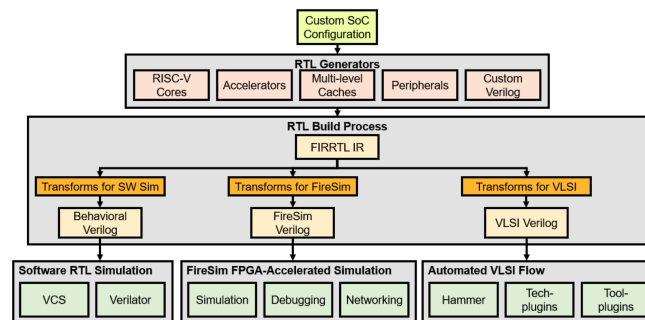 Custom SoC
Configuration
RTL Generators
RISC-V
Cores
Accelerators
Multi-level
Caches
Peripherals
Custom
Verilog
RTL Build Process
FIRRTL IR
Transforms for SW Sim
Transforms for FireSim
Transforms for VLSI
Behavioral
Verilog
FireSim
Verilog
VLSI Verilog
Software RTL Simulation
VCS
Verilator
FireSim FPGA-Accelerated Simulation
Simulation
Debugging
Networking
Automated VLSI Flow
Hammer
Tech-
plugins
Tool-
plugins